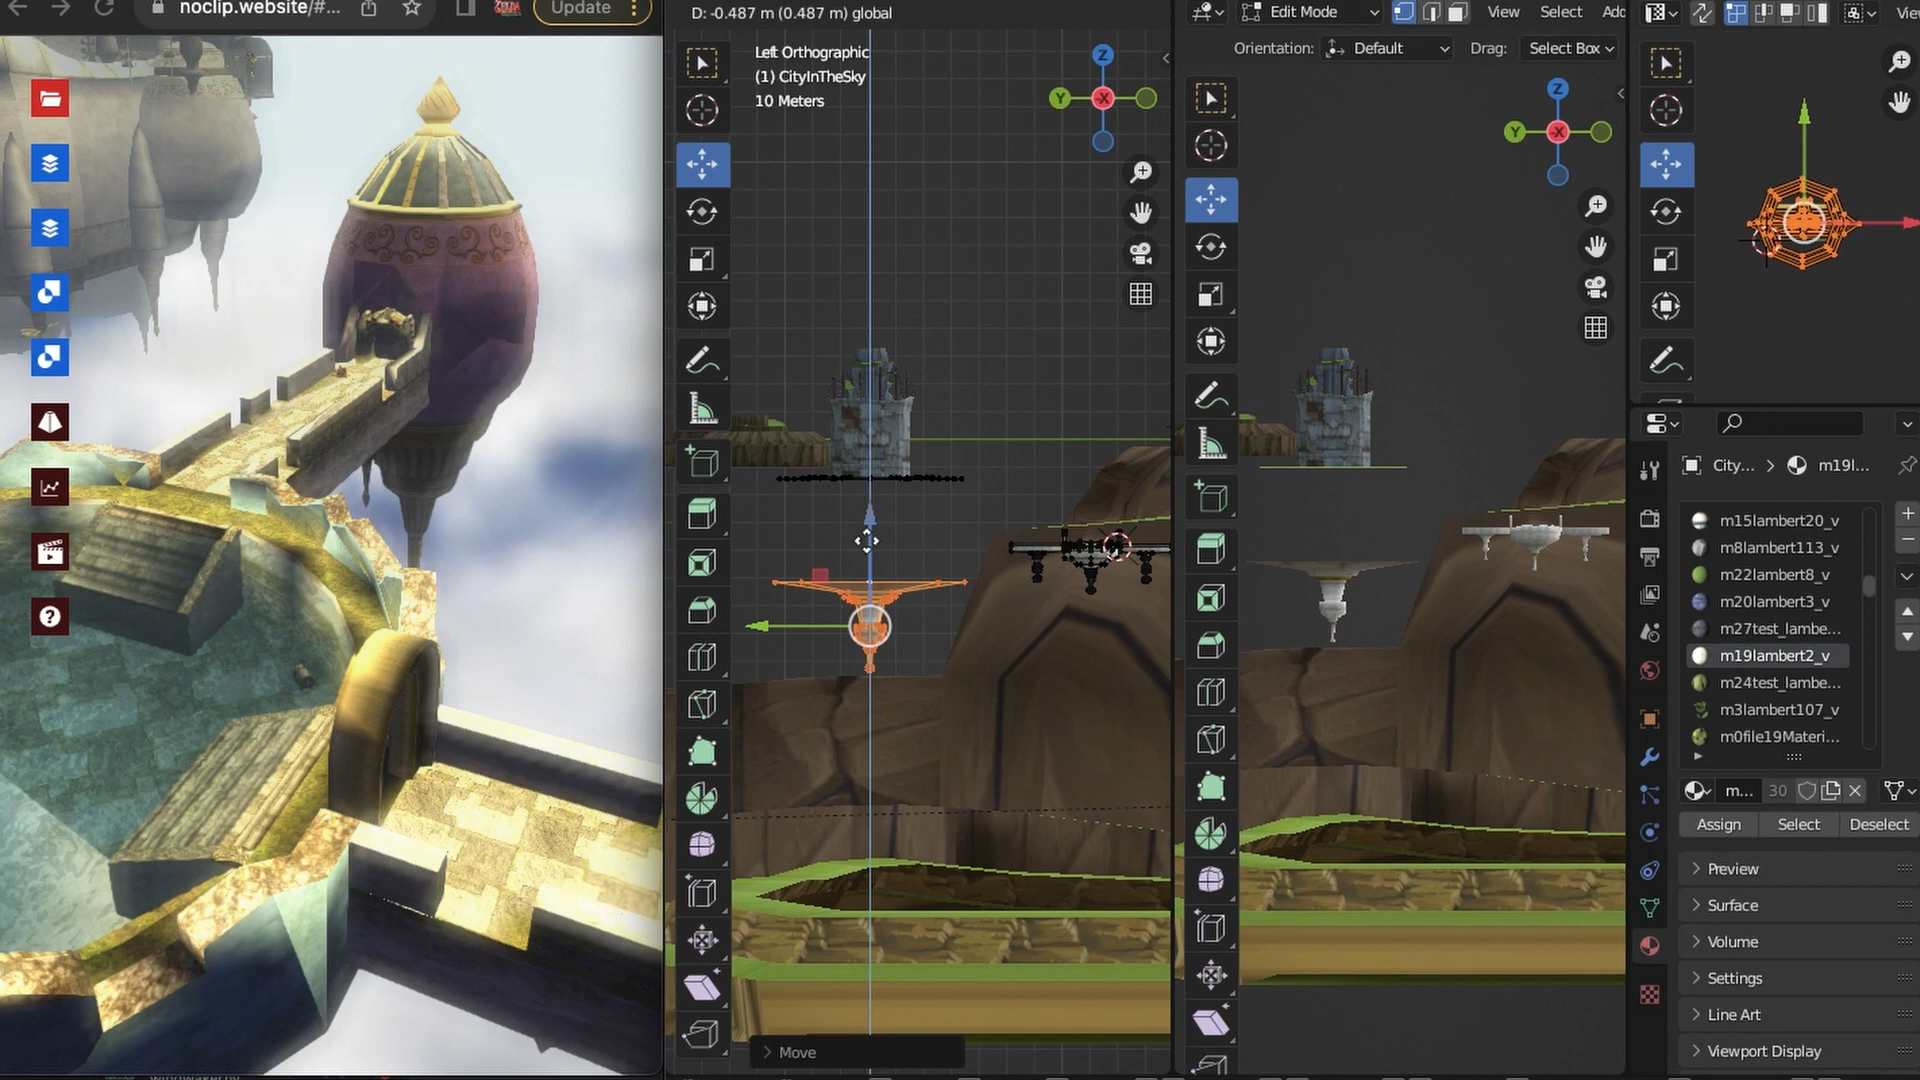 noclip.website/#...
Update
D: -0.487 m (0.487 m) global
Left Orthographic
(1) CityInTheSky
10 Meters
Z
Y
-X
Move
Edit Mode
View
Select
Add
Orientation:
Default
Drag:
Select Box
Z
Y
-X
City...
m19l...
m15lambert20_v
m8lambert113_v
m22lambert8_v
m20lambert3_v
m27test_lambe...
m19lambert2_v
m24test_lambe...
m3lambert107_v
m0file19Materi...
m...
30
Assign
Select
Deselect
Preview
Surface
Volume
Settings
Line Art
Viewport Display